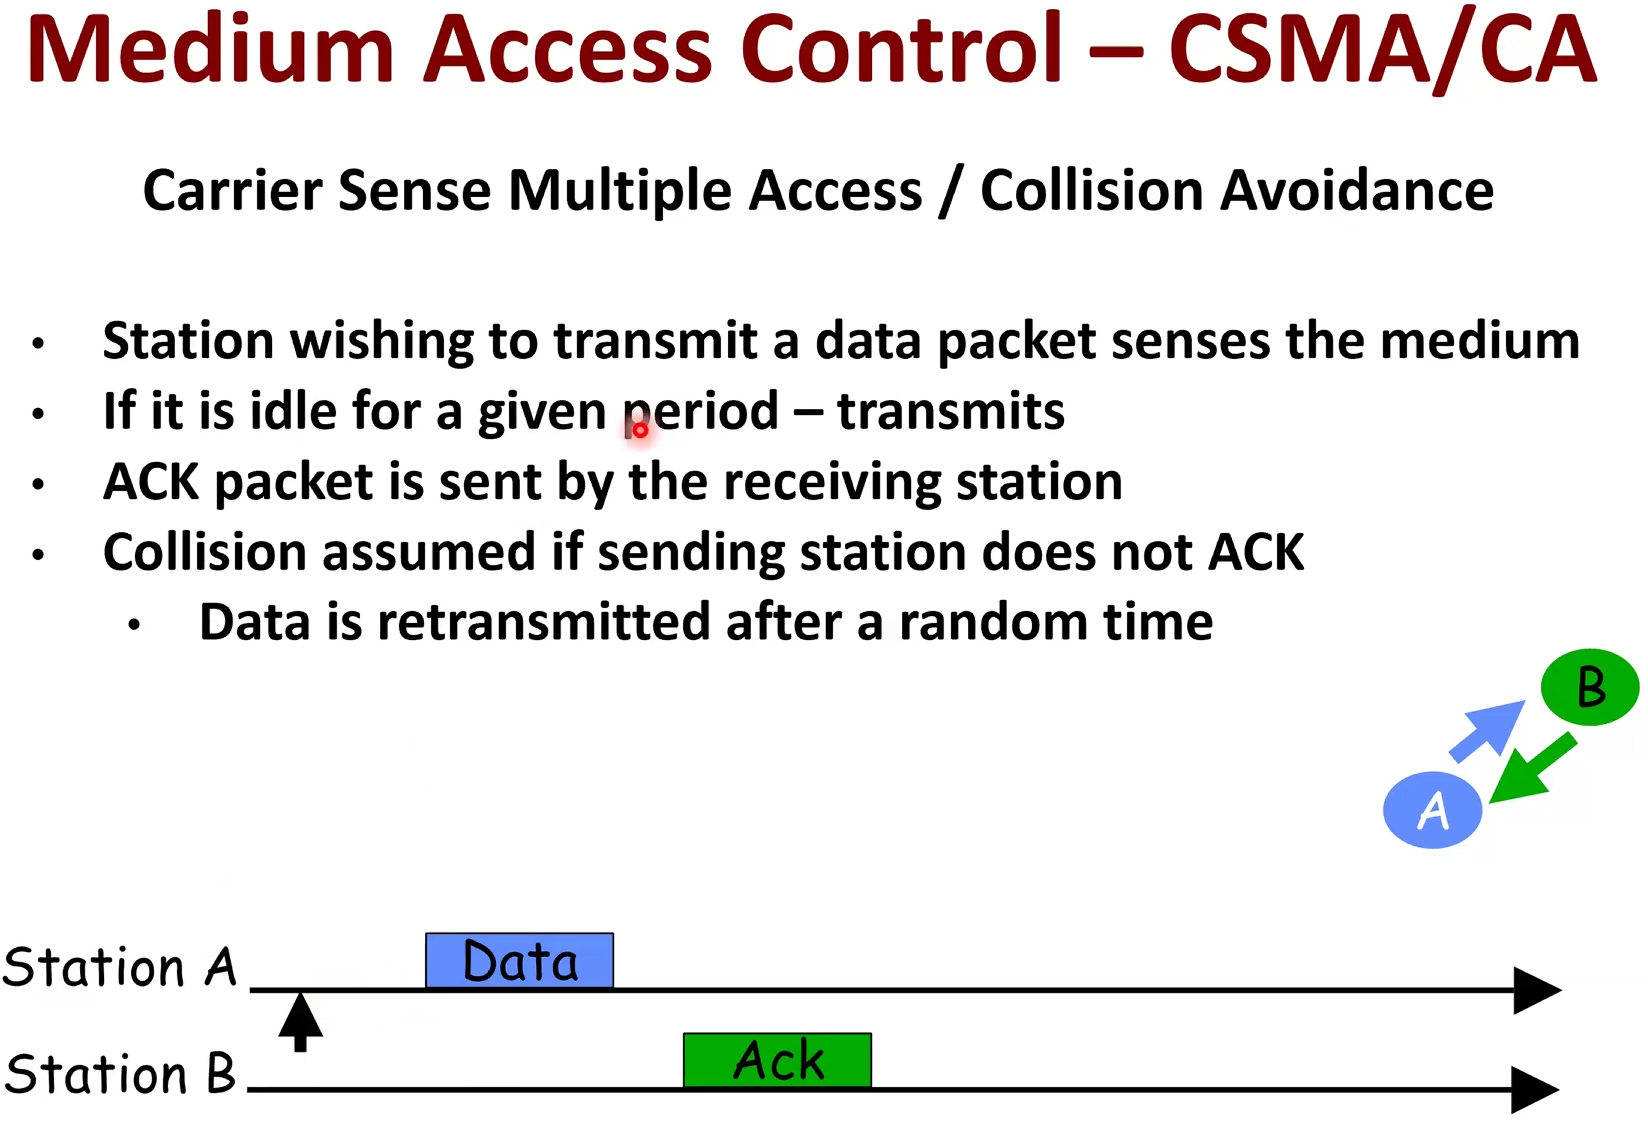 Medium Access Control – CSMA/CA
Carrier Sense Multiple Access / Collision Avoidance
• Station wishing to transmit a data packet senses the medium
• If it is idle for a given period – transmits
• ACK packet is sent by the receiving station
• Collision assumed if sending station does not ACK
• Data is retransmitted after a random time
B
A
Station A
Data
Station B
Ack